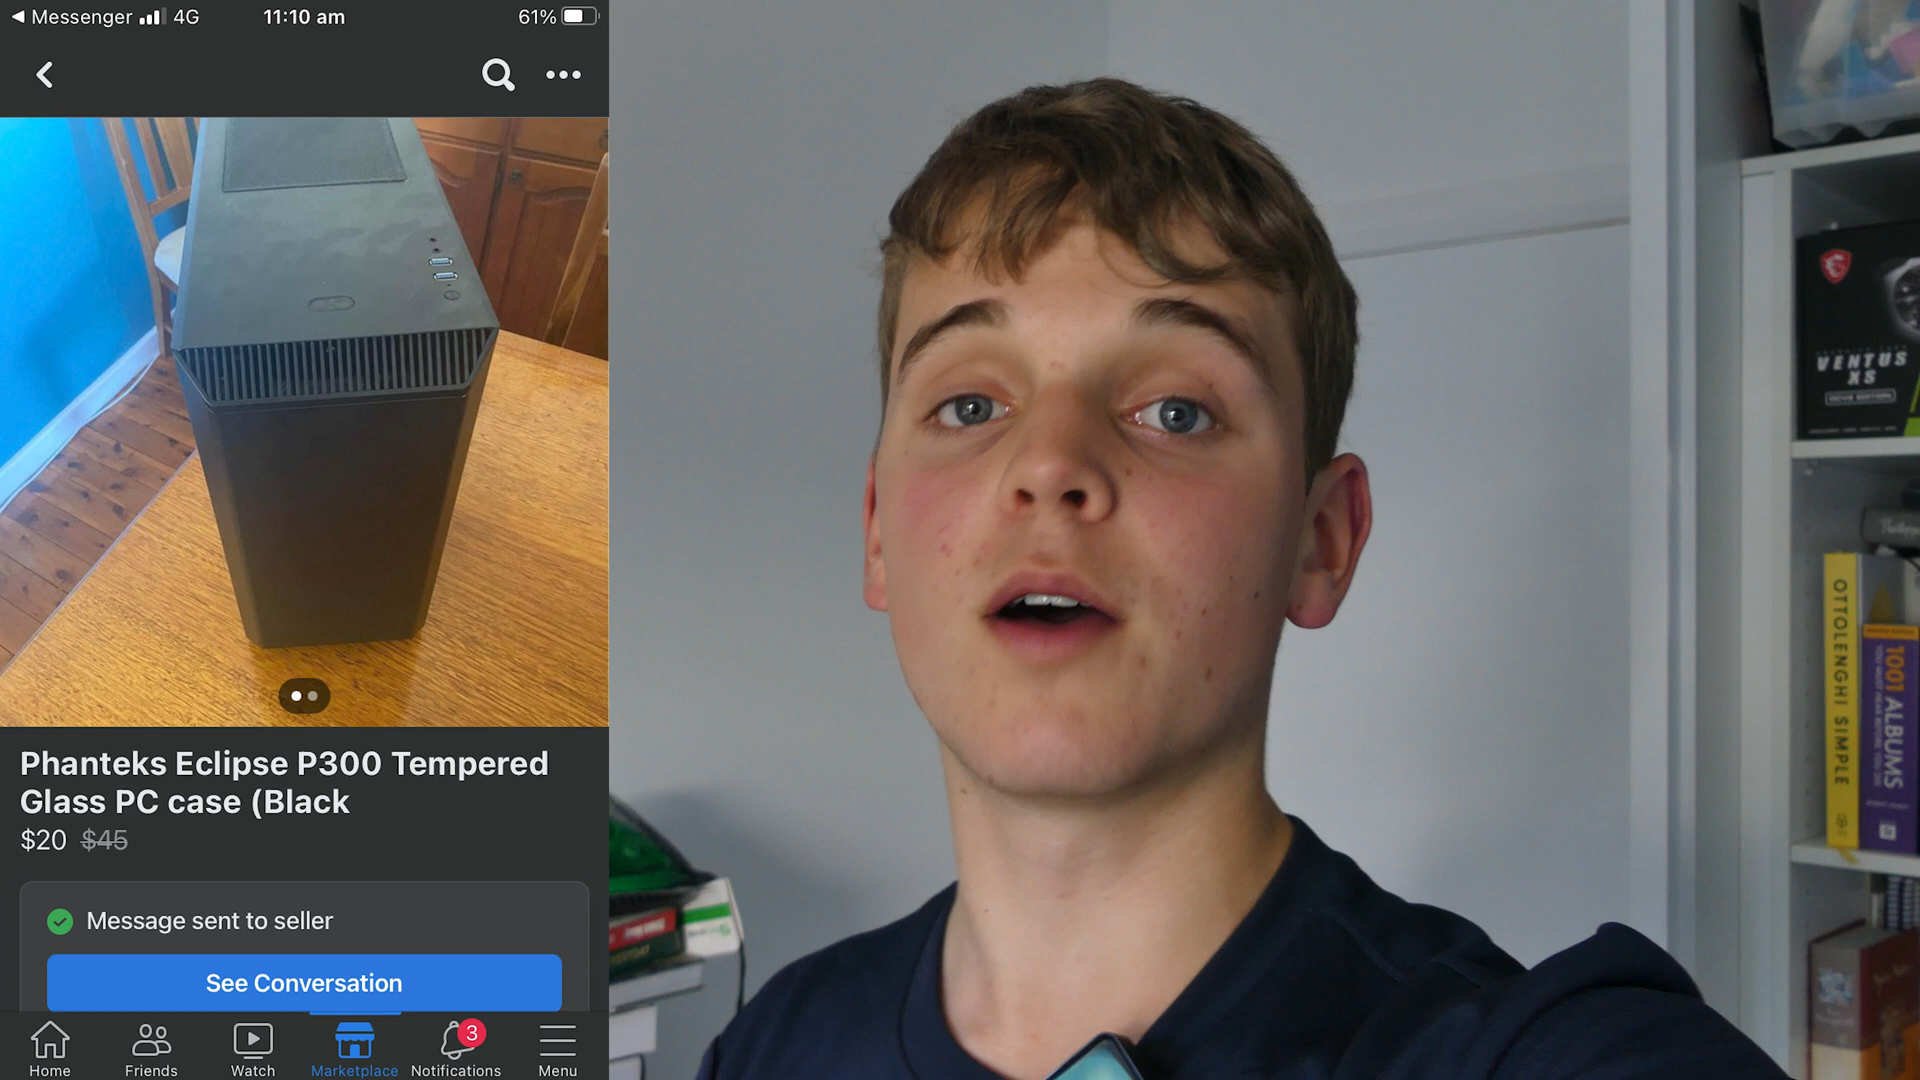 Messenger 4G 11:10 am 61%
Phanteks Eclipse P300 Tempered
Glass PC case (Black
$20 $45
Message sent to seller
See Conversation
Home Friends Watch Marketplace Notifications 3 Menu
VENTUS
XS
OTTOLENGHI SIMPLE
1001 ALBUMS